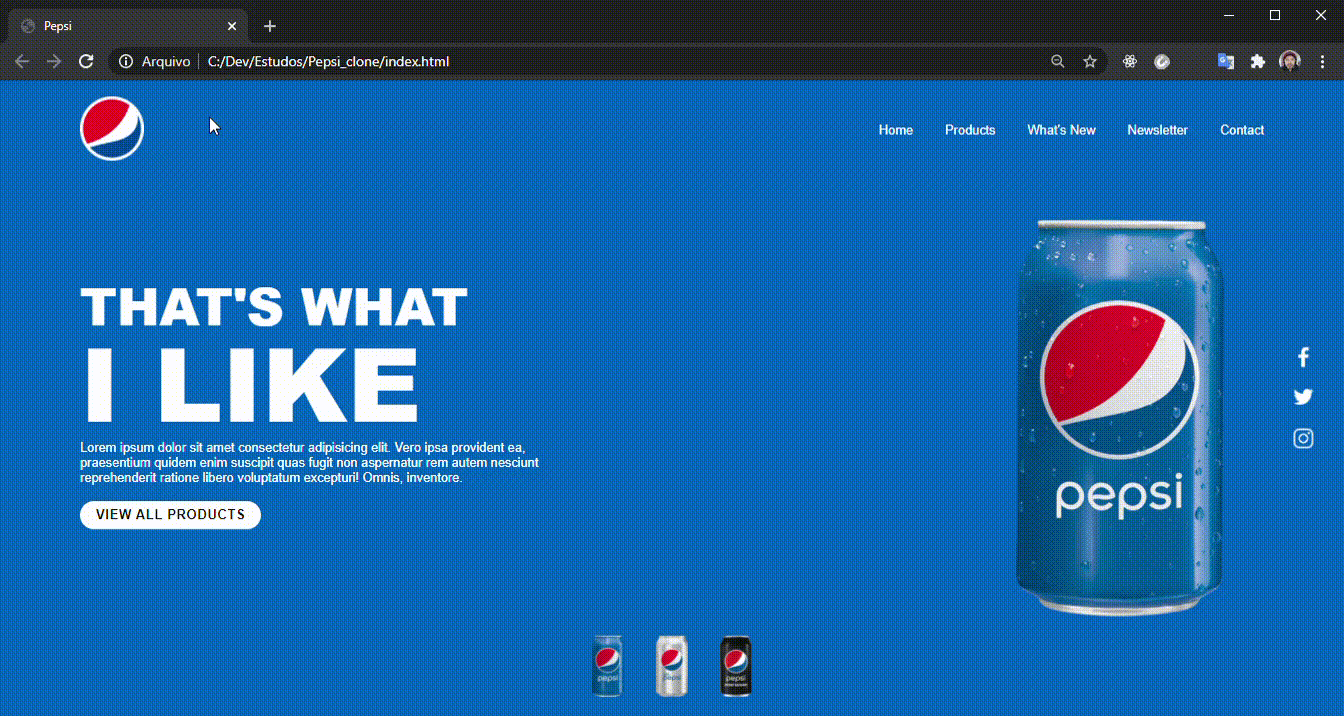 Pepsi
Arquivo C:/Dev/Estudos/Pepsi_clone/index.html
Home Products What's New Newsletter Contact
THAT'S WHAT
I LIKE
Lorem ipsum dolor sit amet consectetur adipisicing elit. Vero ipsa provident ea,
praesentium quidem enim suscipit quas fugit non aspernatur rem autem nesciunt
reprehenderit ratione libero voluptatum excepturi! Omnis, inventore.
VIEW ALL PRODUCTS
pepsi
pepsi
pepsi
pepsi